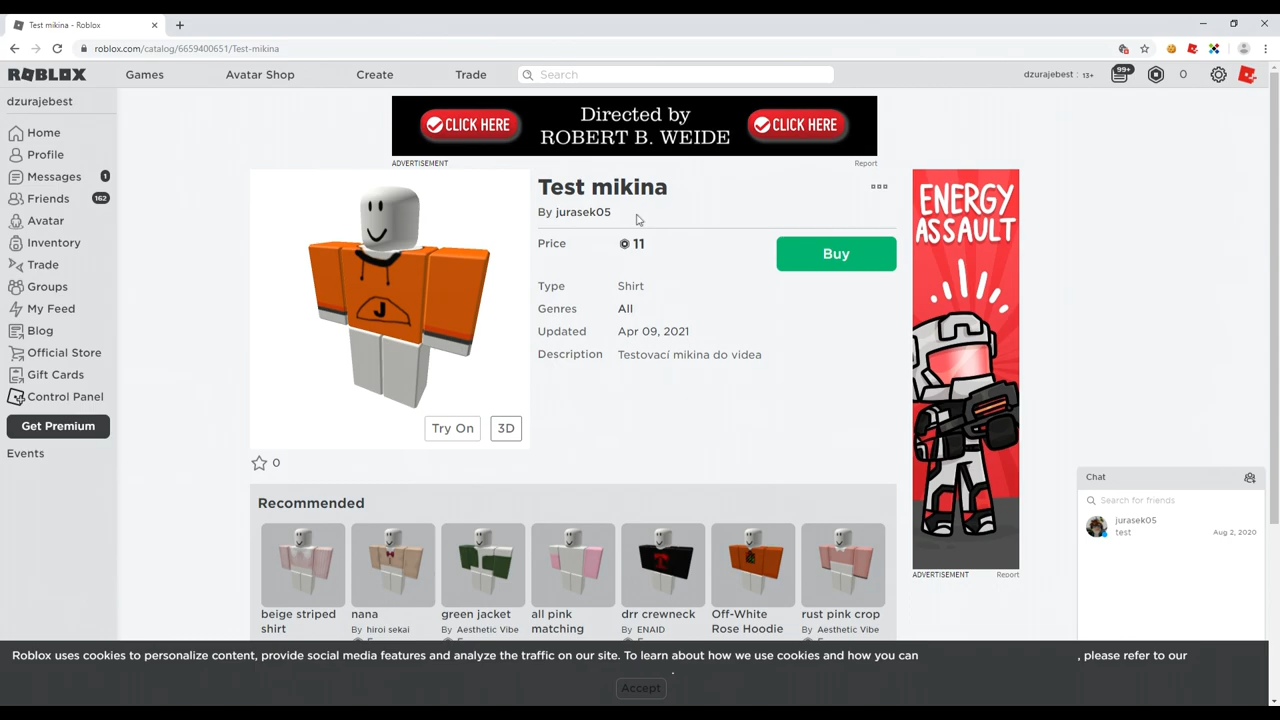 Test mikina - Roblox
roblox.com/catalog/6659400651/Test-mikina
ROBLOX
Games
Avatar Shop
Create
Trade
Search
dzurajebest : 13+
99+
0
dzurajebest
Home
Profile
Messages
1
Friends
162
Avatar
Inventory
Trade
Groups
My Feed
Blog
Official Store
Gift Cards
Control Panel
Get Premium
Events
CLICK HERE
Directed by
ROBERT B. WEIDE
CLICK HERE
ADVERTISEMENT
Report
J
Try On
3D
0
Test mikina
By jurasek05
Price
11
Buy
Type
Shirt
Genres
All
Updated
Apr 09, 2021
Description
Testovací mikina do videa
ENERGY
ASSAULT
ADVERTISEMENT
Report
Recommended
beige striped
shirt
nana
By hiroi sekai
green jacket
By Aesthetic Vibe
all pink
matching
T
drr crewneck
By ENAID
Off-White
Rose Hoodie
rust pink crop
By Aesthetic Vibe
Chat
Search for friends
jurasek05
test
Aug 2, 2020
Roblox uses cookies to personalize content, provide social media features and analyze the traffic on our site. To learn about how we use cookies and how you can , please refer to our
.
Accept